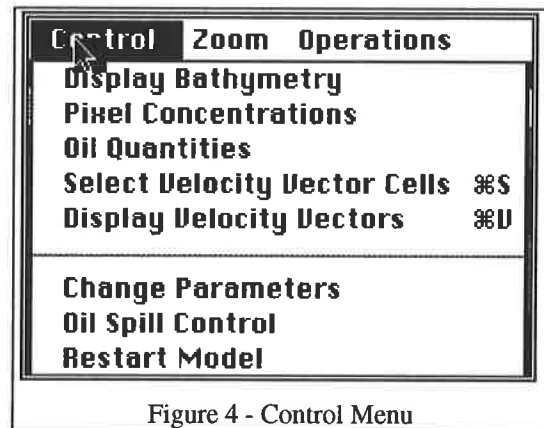 Control Zoom Operations
Display Bathymetry
Pixel Concentrations
Oil Quantities
Select Velocity Vector Cells ⌘S
Display Velocity Vectors ⌘V
Change Parameters
Oil Spill Control
Restart Model
Figure 4 - Control Menu